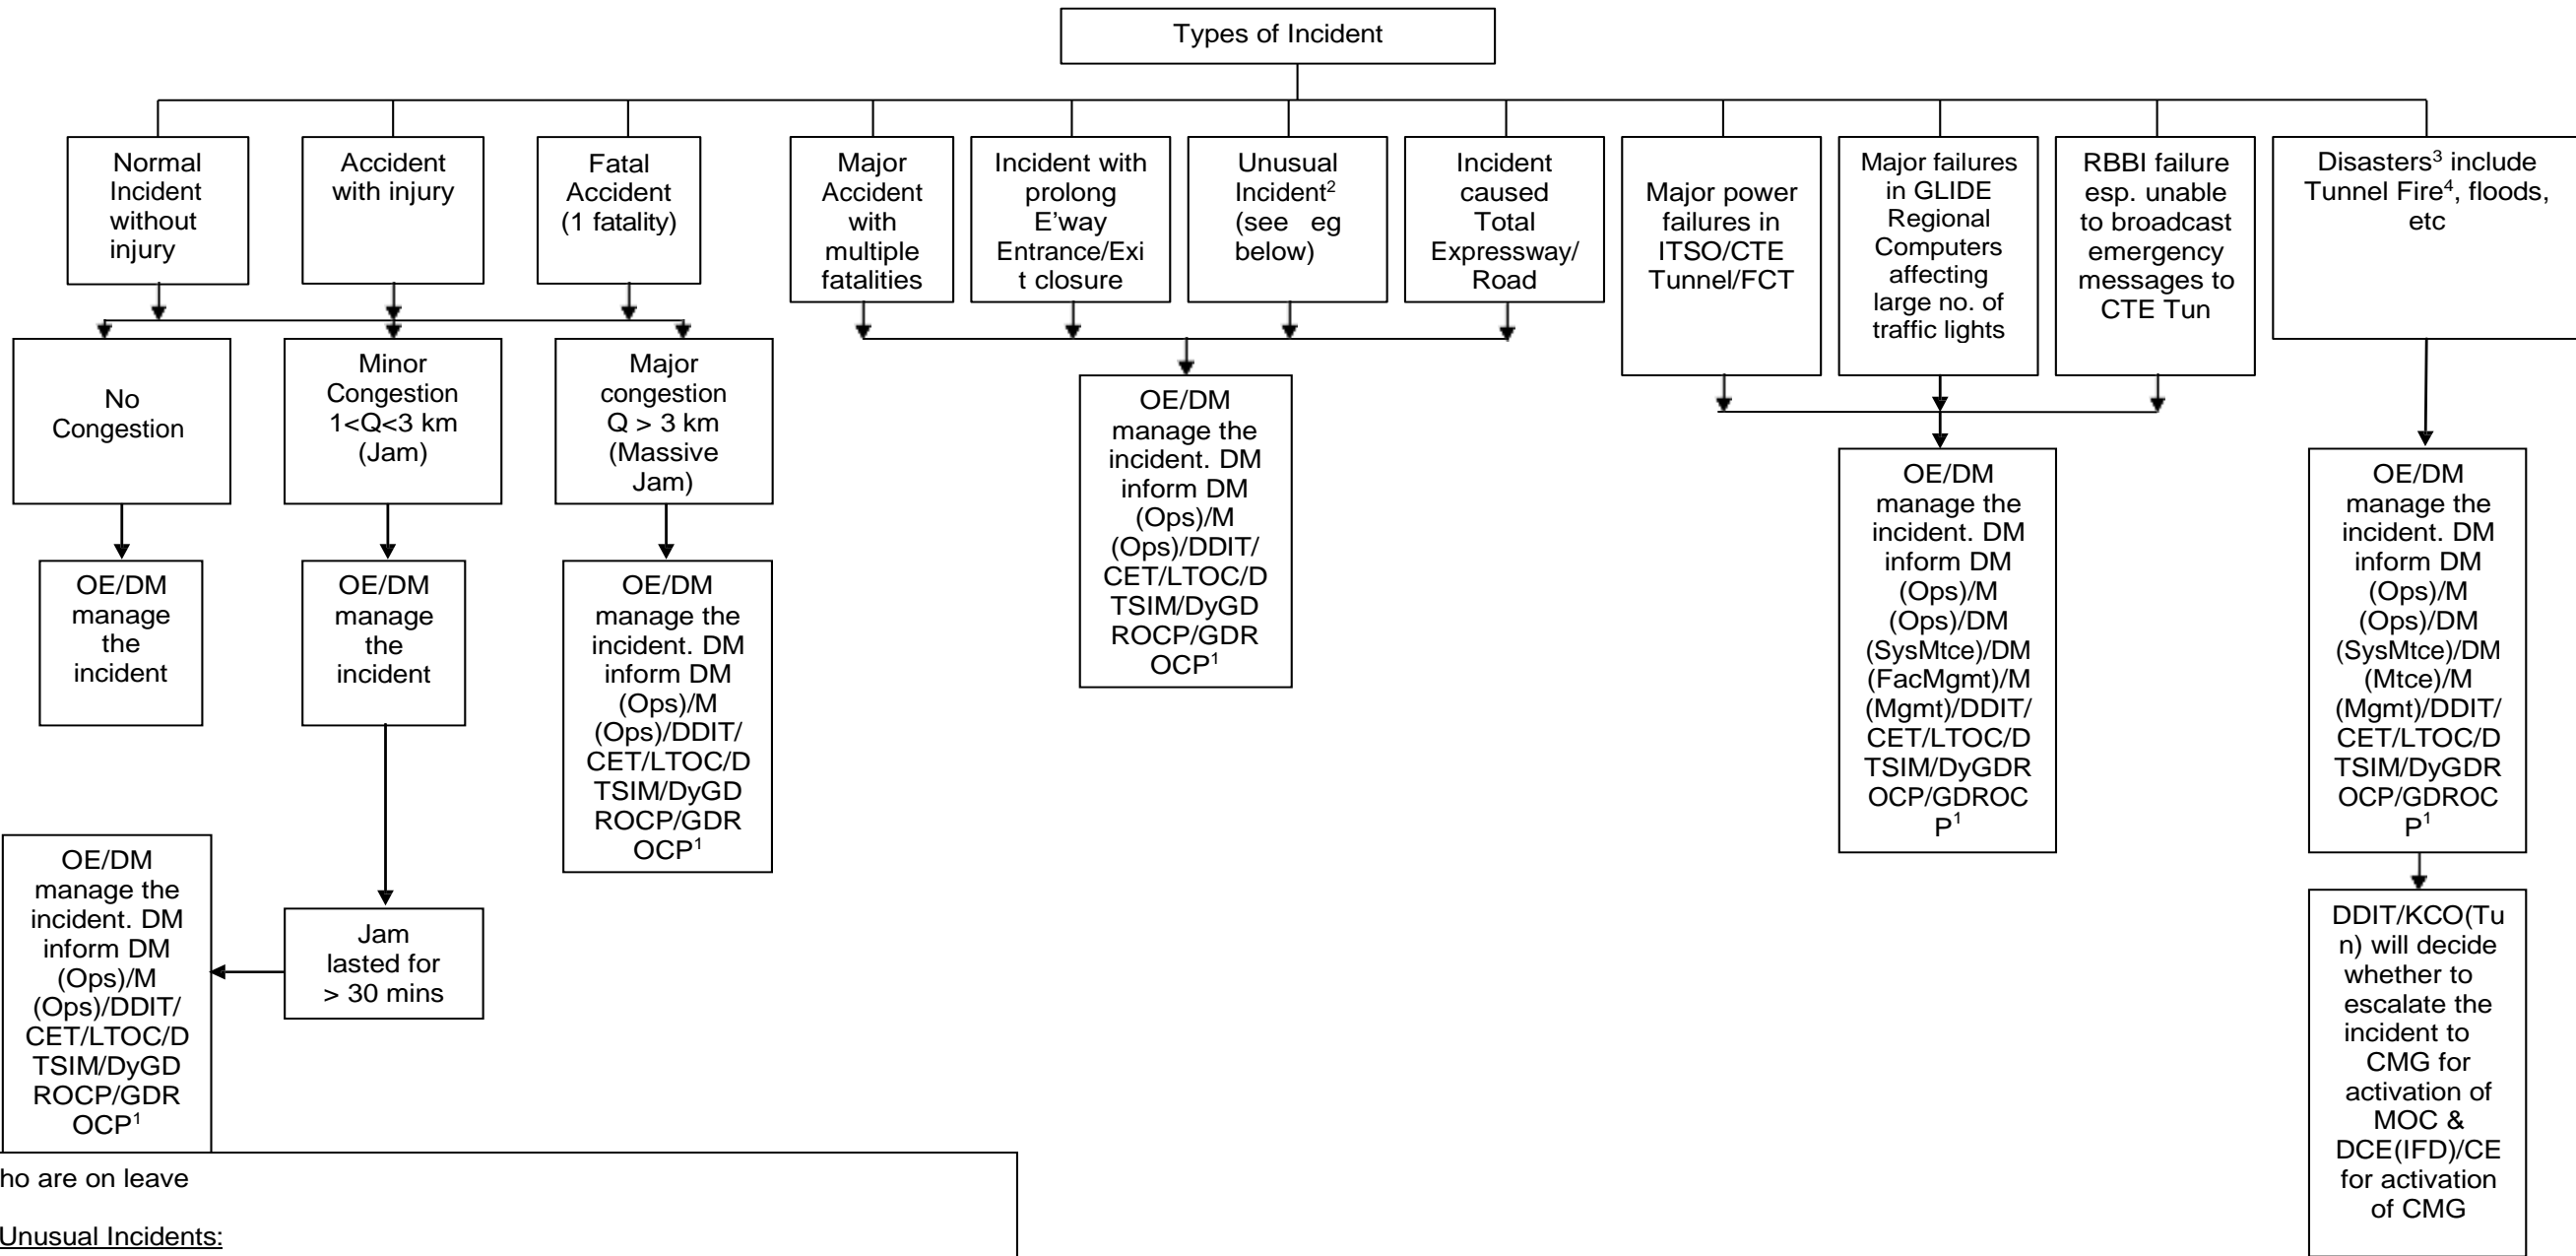 Types of Incident
Normal
Incident
without
injury
Accident
with injury
Fatal
Accident
(1 fatality)
Major
Accident
with
multiple
fatalities
Incident with
prolong
E'way
Entrance/Exi
t closure
Unusual
Incident²
(see eg
below)
Incident
caused
Total
Expressway/
Road
Major power
failures in
ITSO/CTE
Tunnel/FCT
Major failures
in GLIDE
Regional
Computers
affecting
large no. of
traffic lights
RBBI failure
esp. unable
to broadcast
emergency
messages to
CTE Tun
Disasters³ include
Tunnel Fire⁴, floods,
etc
No
Congestion
Minor
Congestion
1<Q<3 km
(Jam)
Major
congestion
Q > 3 km
(Massive
Jam)
OE/DM
manage the
incident. DM
inform DM
(Ops)/M
(Ops)/DDIT/
CET/LTOC/D
TSIM/DyGD
ROCP/GDR
OCP¹
OE/DM
manage the
incident. DM
inform DM
(Ops)/M
(Ops)/DM
(SysMtce)/DM
(FacMgmt)/M
(Mgmt)/DDIT/
CET/LTOC/D
TSIM/DyGDR
OCP/GDROC
P¹
OE/DM
manage the
incident. DM
inform DM
(Ops)/M
(Ops)/DM
(SysMtce)/DM
(Mtce)/M
(Mgmt)/DDIT/
CET/LTOC/D
TSIM/DyGDR
OCP/GDROC
P¹
OE/DM
manage
the
incident
OE/DM
manage
the
incident
OE/DM
manage the
incident. DM
inform DM
(Ops)/M
(Ops)/DDIT/
CET/LTOC/D
TSIM/DyGD
ROCP/GDR
OCP¹
OE/DM
manage the
incident. DM
inform DM
(Ops)/M
(Ops)/DDIT/
CET/LTOC/D
TSIM/DyGD
ROCP/GDR
OCP¹
Jam
lasted for
> 30 mins
DDIT/KCO(Tu
n) will decide
whether to
escalate the
incident to
CMG for
activation of
MOC &
DCE(IFD)/CE
for activation
of CMG
ho are on leave
Unusual Incidents: